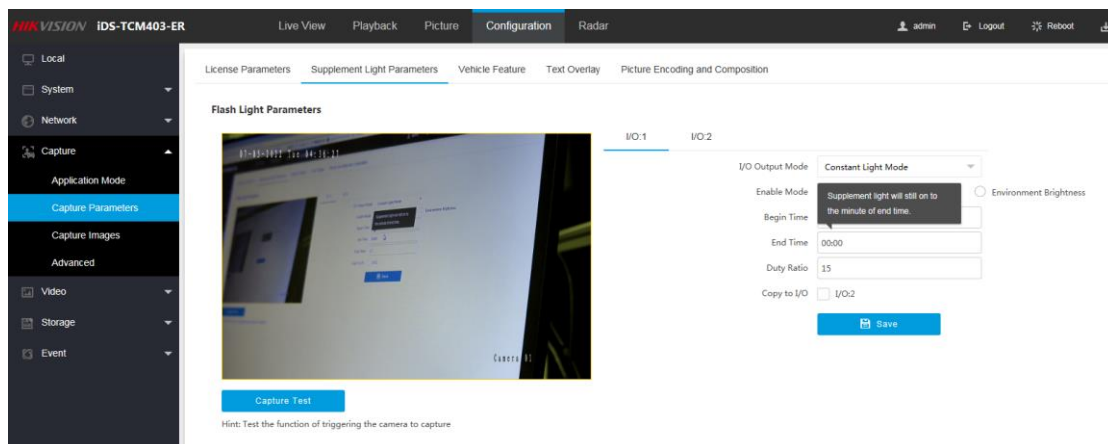 HIKVISION iDS-TCM403-ER Live View Playback Picture Configuration Radar admin Logout Reboot
Local
System
Network
Capture
Application Mode
Capture Parameters
Capture Images
Advanced
Video
Storage
Event
License Parameters Supplement Light Parameters Vehicle Feature Text Overlay Picture Encoding and Composition
Flash Light Parameters
I/O:1 I/O:2
I/O Output Mode Constant Light Mode
Enable Mode Environment Brightness
Supplement light will still on to
the minute of end time.
Begin Time
End Time 00:00
Duty Ratio 15
Copy to I/O I/O:2
Save
Camera 01
Capture Test
Hint: Test the function of triggering the camera to capture